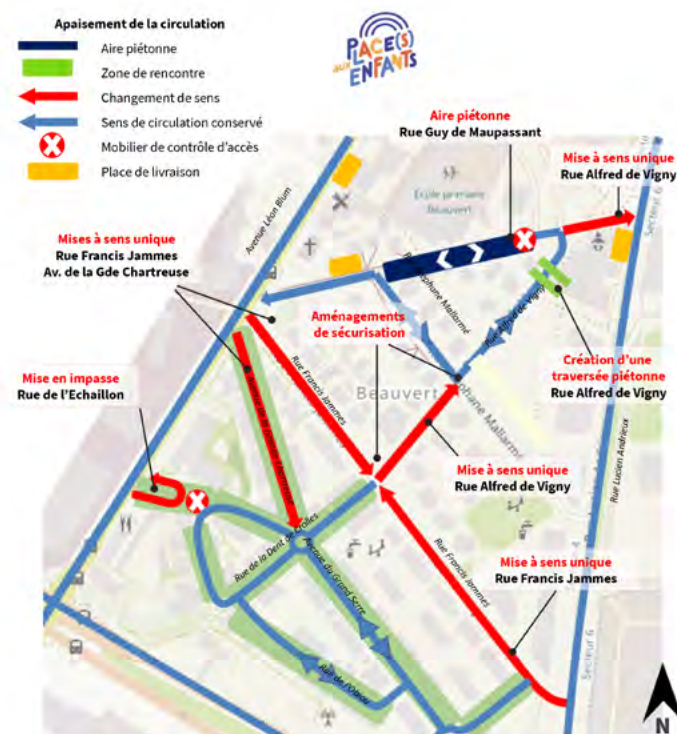 Apaisement de la circulation
Aire piétonne
Zone de rencontre
Changement de sens
Sens de circulation conservé
Mobilier de contrôle d'accès
Place de livraison
PLACE(S)
AUX
ENFANTS
Aire piétonne
Rue Guy de Maupassant
Mise à sens unique
Rue Alfred de Vigny
Secteur 6
École primaire
Beauvert
Avenue Léon Blum
Mises à sens unique
Rue Francis Jammes
Av. de la Gde Chartreuse
Aménagements
de sécurisation
Rue Alfred de Vigny
Rue Francis Jammes
Création d'une
traversée piétonne
Rue Alfred de Vigny
Mise en impasse
Rue de l'Echaillon
Beauvert
Stéphane Mallarmé
Mise à sens unique
Rue Alfred de Vigny
Rue Lucien Andrieux
Rue de la Dent de Crolles
Avenue du Grand Serre
Rue Francis Jammes
Mise à sens unique
Rue Francis Jammes
Secteur 6
N